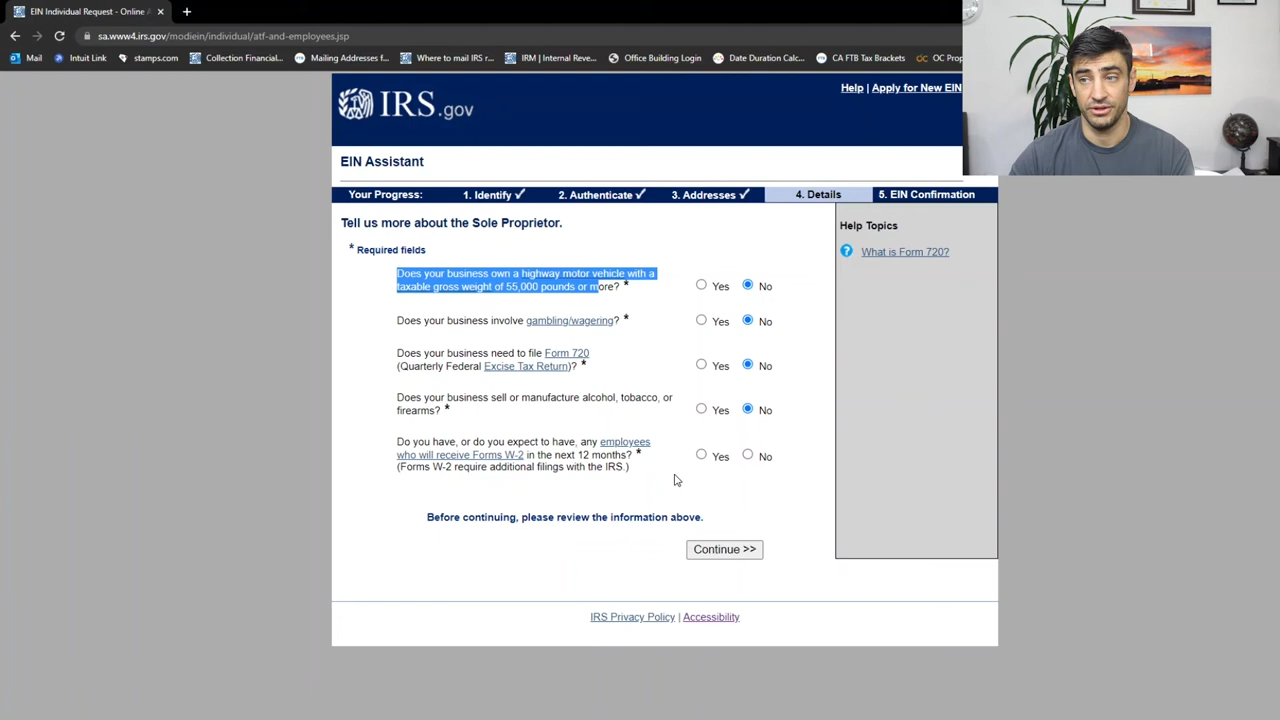 EIN Individual Request - Online A
sa.www4.irs.gov/modiein/individual/atf-and-employees.jsp
Mail
Intuit Link
stamps.com
Collection Financial...
Mailing Addresses f...
Where to mail IRS r...
IRM | Internal Reve...
Office Building Login
Date Duration Calc...
CA FTB Tax Brackets
OC Prop
IRS.gov
Help | Apply for New EIN
EIN Assistant
Your Progress: 1. Identify ✓ 2. Authenticate ✓ 3. Addresses ✓ 4. Details 5. EIN Confirmation
Tell us more about the Sole Proprietor.
* Required fields
Does your business own a highway motor vehicle with a
taxable gross weight of 55,000 pounds or more? *
Yes No
Does your business involve gambling/wagering? *
Yes No
Does your business need to file Form 720
(Quarterly Federal Excise Tax Return)? *
Yes No
Does your business sell or manufacture alcohol, tobacco, or
firearms? *
Yes No
Do you have, or do you expect to have, any employees
who will receive Forms W-2 in the next 12 months? *
(Forms W-2 require additional filings with the IRS.)
Yes No
Before continuing, please review the information above.
Continue >>
Help Topics
What is Form 720?
IRS Privacy Policy | Accessibility